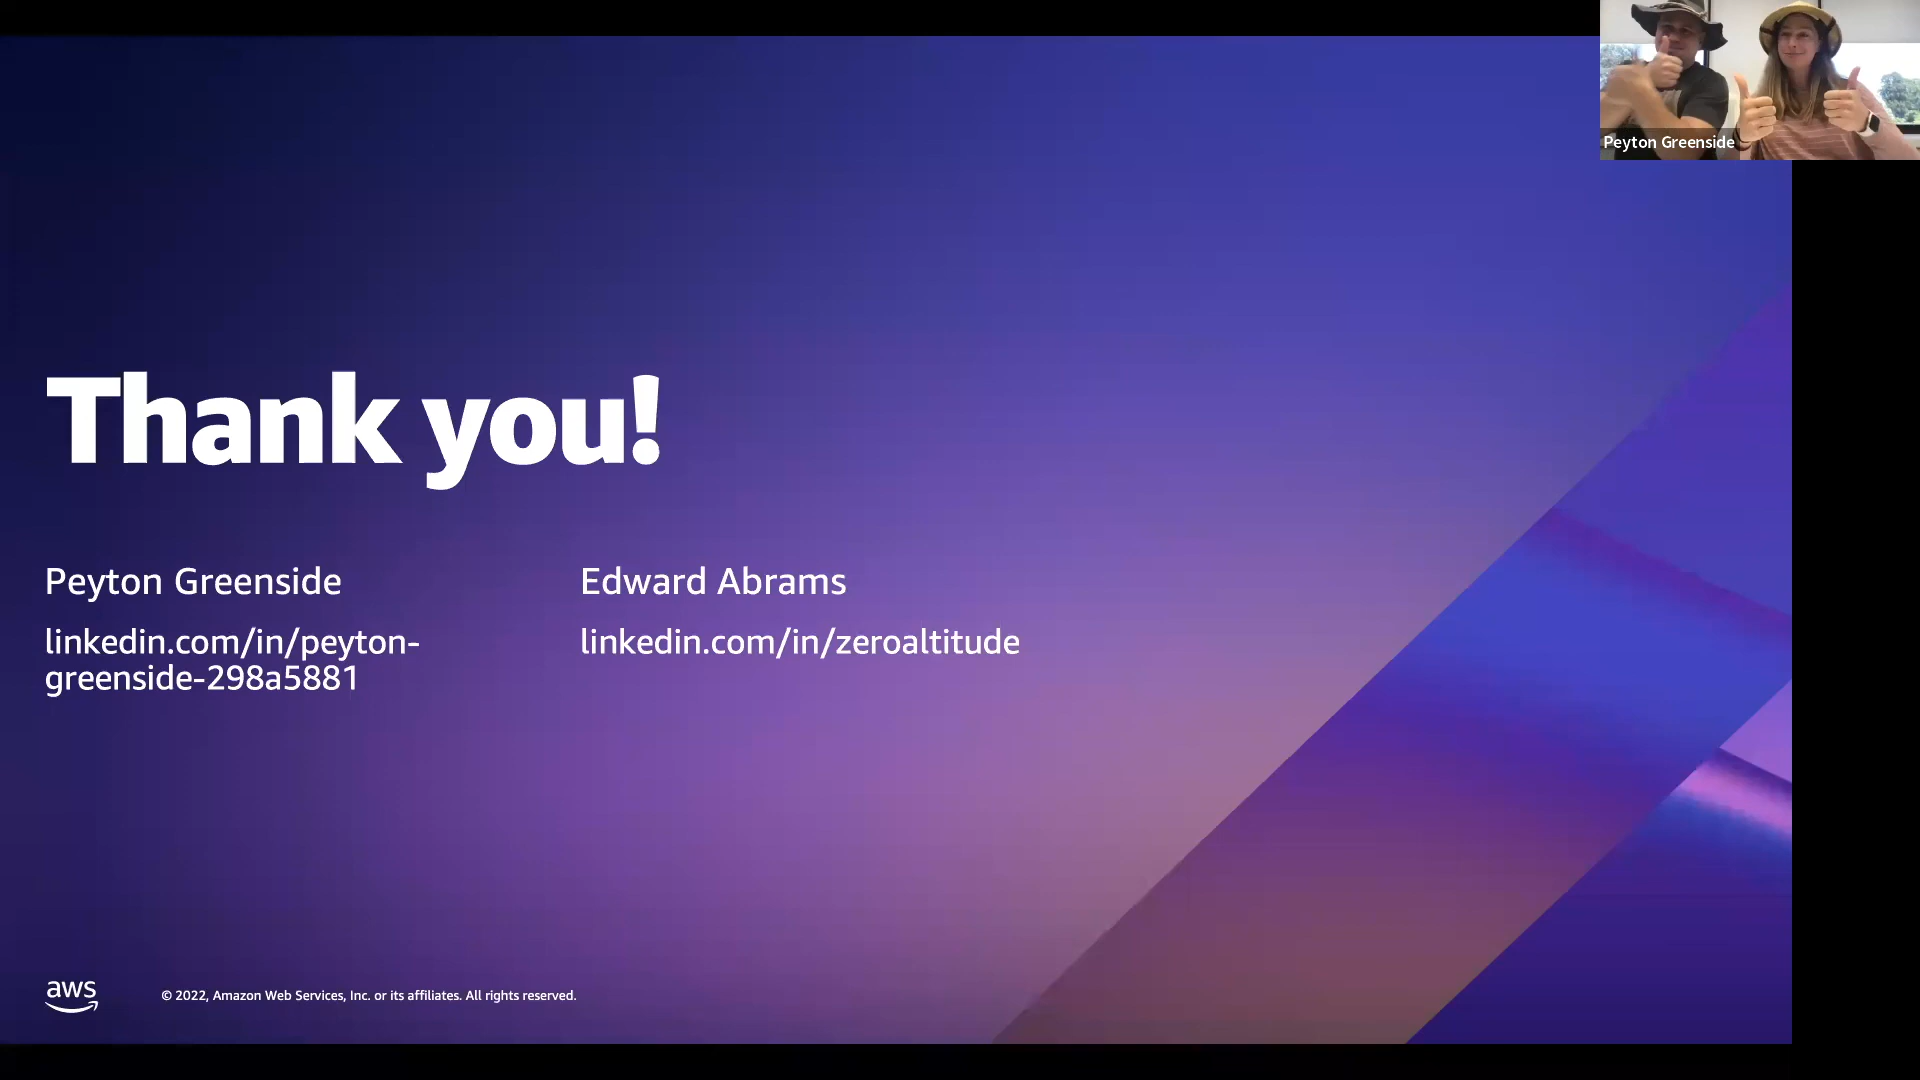 Peyton Greenside
Thank you!
Peyton Greenside
linkedin.com/in/peyton-
greenside-298a5881
Edward Abrams
linkedin.com/in/zeroaltitude
aws
© 2022, Amazon Web Services, Inc. or its affiliates. All rights reserved.